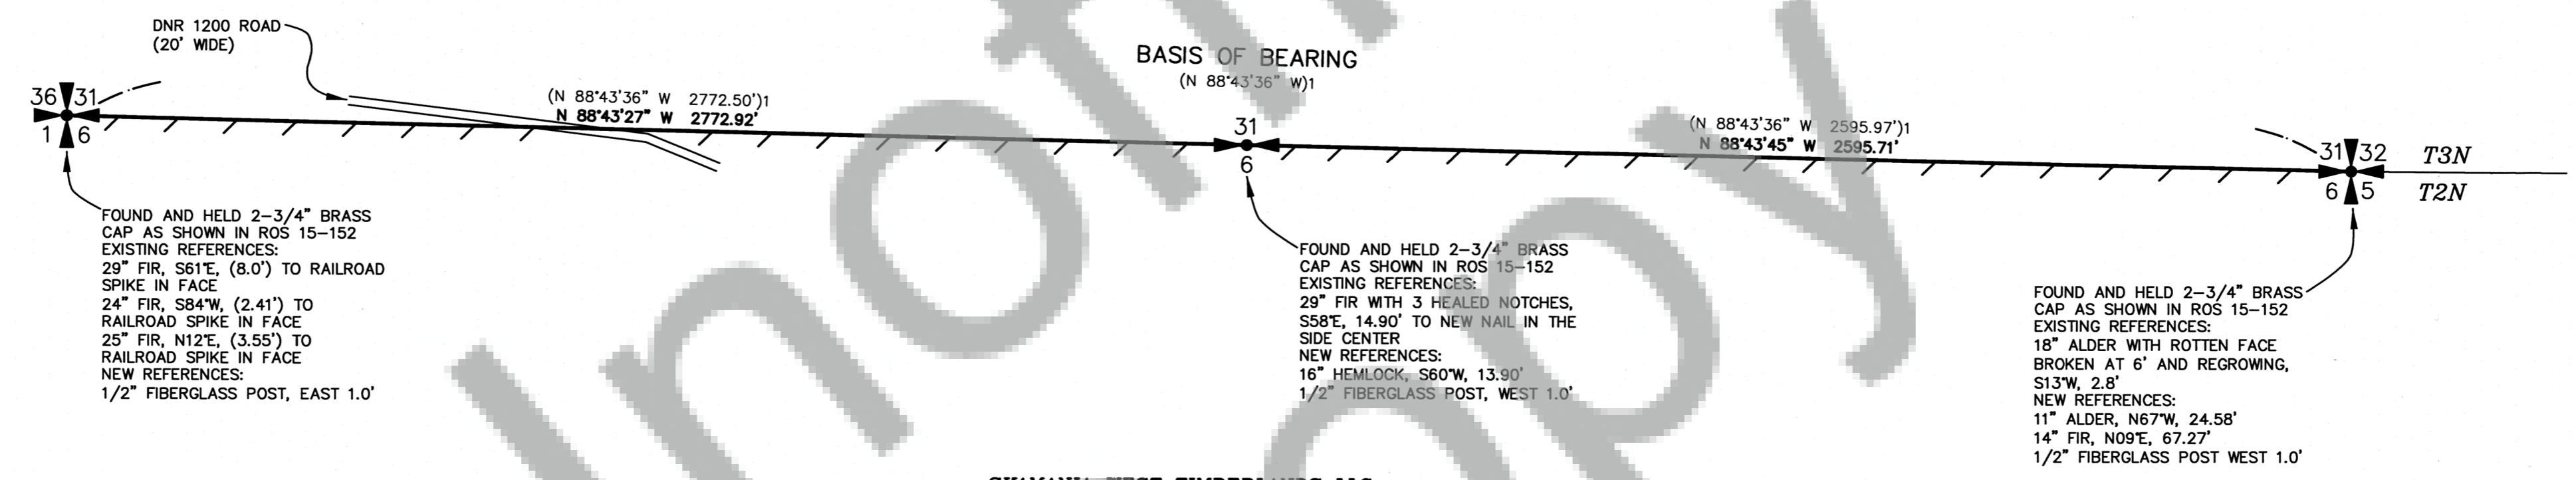 DNR 1200 ROAD
(20' WIDE)
BASIS OF BEARING
(N 88°43'36" W)1
(N 88°43'36" W 2772.50')1
N 88°43'27" W 2772.92'
(N 88°43'36" W 2595.97')1
N 88°43'45" W 2595.71'
36 31
1 6
31
6
31 32
6 5
T3N
T2N
FOUND AND HELD 2-3/4" BRASS
CAP AS SHOWN IN ROS 15-152
EXISTING REFERENCES:
29" FIR, S61°E, (8.0') TO RAILROAD
SPIKE IN FACE
24" FIR, S84°W, (2.41') TO
RAILROAD SPIKE IN FACE
25" FIR, N12°E, (3.55') TO
RAILROAD SPIKE IN FACE
NEW REFERENCES:
1/2" FIBERGLASS POST, EAST 1.0'
FOUND AND HELD 2-3/4" BRASS
CAP AS SHOWN IN ROS 15-152
EXISTING REFERENCES:
29" FIR WITH 3 HEALED NOTCHES,
S58°E, 14.90' TO NEW NAIL IN THE
SIDE CENTER
NEW REFERENCES:
16" HEMLOCK, S60°W, 13.90'
1/2" FIBERGLASS POST, WEST 1.0'
FOUND AND HELD 2-3/4" BRASS
CAP AS SHOWN IN ROS 15-152
EXISTING REFERENCES:
18" ALDER WITH ROTTEN FACE
BROKEN AT 6' AND REGROWING,
S13°W, 2.8'
NEW REFERENCES:
11" ALDER, N67°W, 24.58'
14" FIR, N09°E, 67.27'
1/2" FIBERGLASS POST WEST 1.0'